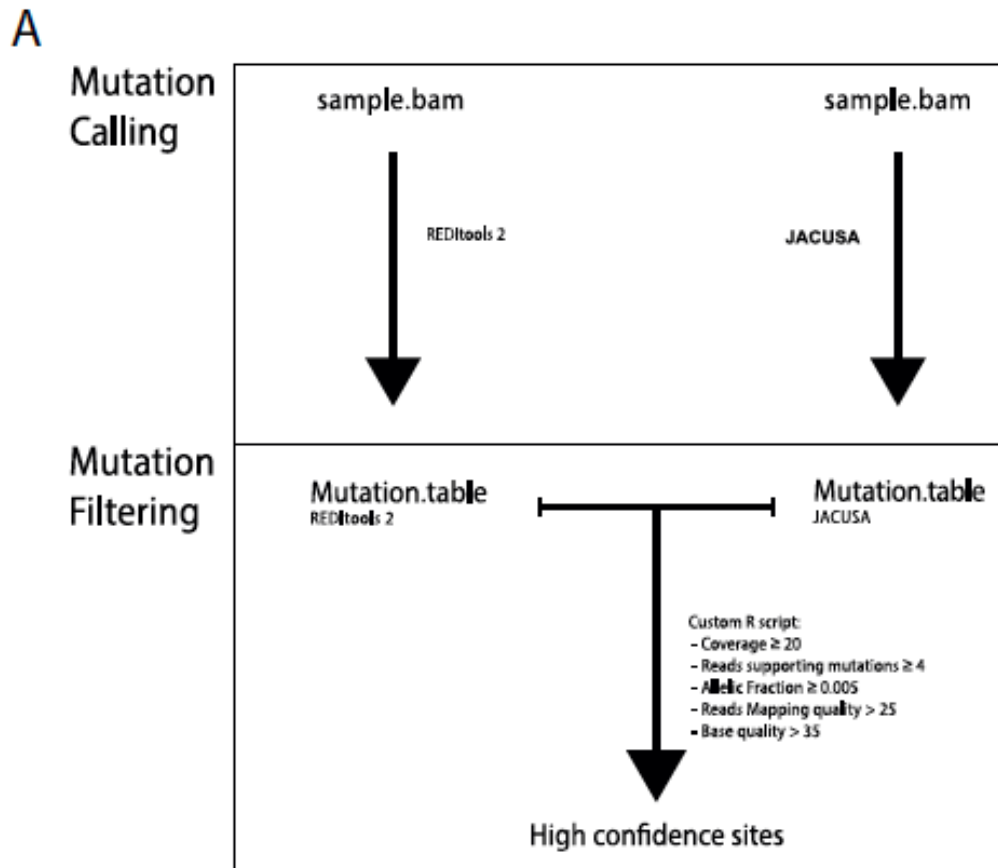 A
Mutation
Calling
sample.bam
sample.bam
REDItools 2
JACUSA
Mutation
Filtering
Mutation.table
REDItools 2
Mutation.table
JACUSA
Custom R script:
- Coverage ≥ 20
- Reads supporting mutations ≥ 4
- Allelic Fraction ≥ 0.005
- Reads Mapping quality > 25
- Base quality > 35
High confidence sites